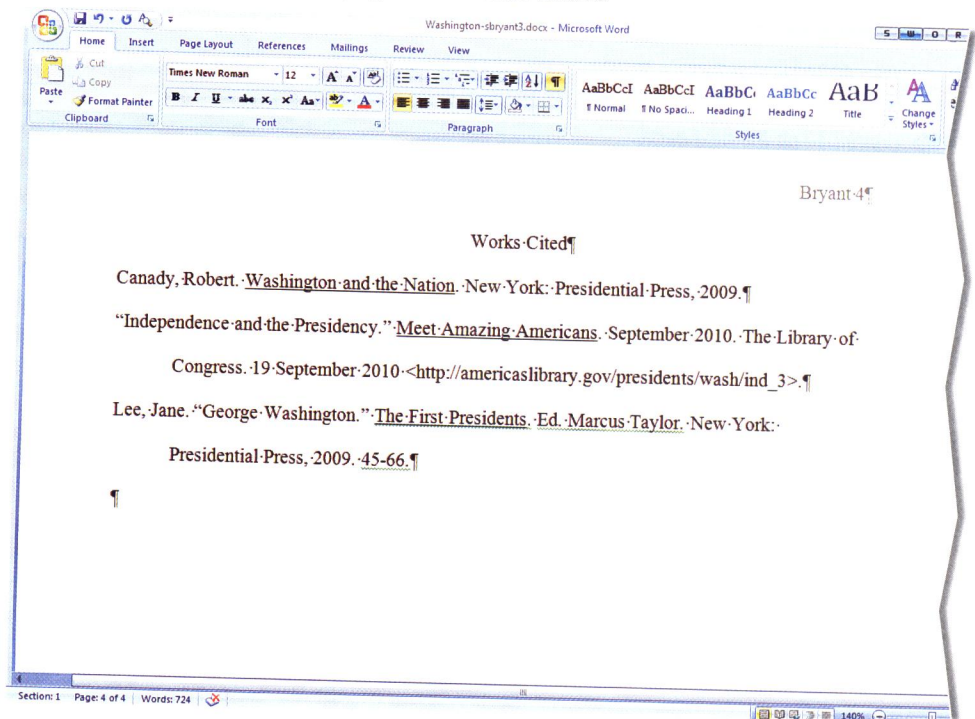 Washington-sbryant3.docx - Microsoft Word
S W O R
Home Insert Page Layout References Mailings Review View
Paste
Cut
Copy
Format Painter
Clipboard
Times New Roman 12 A A
B I U abe x, x² Aa A
Font
Paragraph
AaBbCcI AaBbCcI AaBbC AaBbCc AaB
¶ Normal ¶ No Spaci... Heading 1 Heading 2 Title
Change Styles
Styles
Bryant·4¶
Works·Cited¶
Canady,·Robert.·Washington·and·the·Nation.·New·York:·Presidential·Press,·2009.¶
“Independence·and·the·Presidency.”·Meet·Amazing·Americans.·September·2010.·The·Library·of·
Congress.·19·September·2010·<http://americaslibrary.gov/presidents/wash/ind_3>.¶
Lee,·Jane.·“George·Washington.”·The·First·Presidents.·Ed.·Marcus·Taylor.·New·York:·
Presidential·Press,·2009.·45-66.¶
¶
Section: 1 Page: 4 of 4 Words: 724
140%